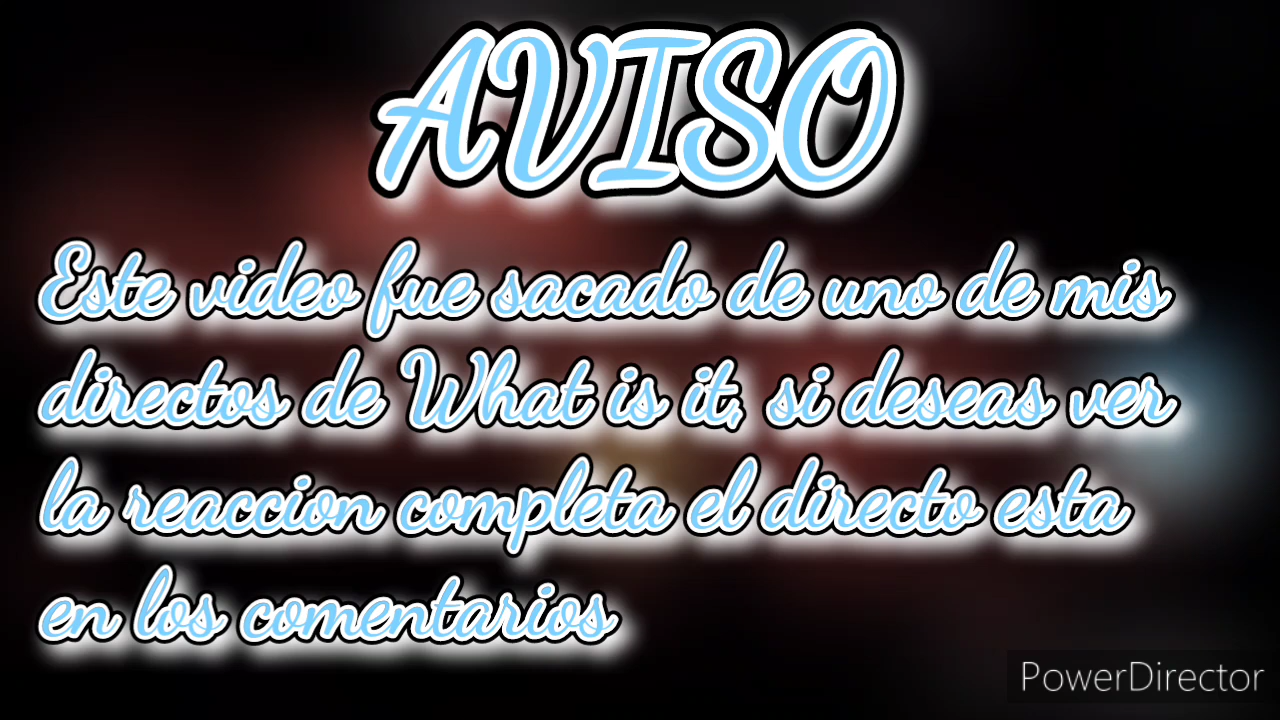 AVISO
Este video fue sacado de uno de mis
directos de What is it, si deseas ver
la reaccion completa el directo esta
en los comentarios
PowerDirector